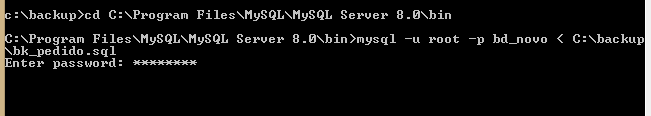 c:\backup>cd C:\Program Files\MySQL\MySQL Server 8.0\bin
C:\Program Files\MySQL\MySQL Server 8.0\bin>mysql -u root -p bd_novo < C:\backup
\bk_pedido.sql
Enter password: ********